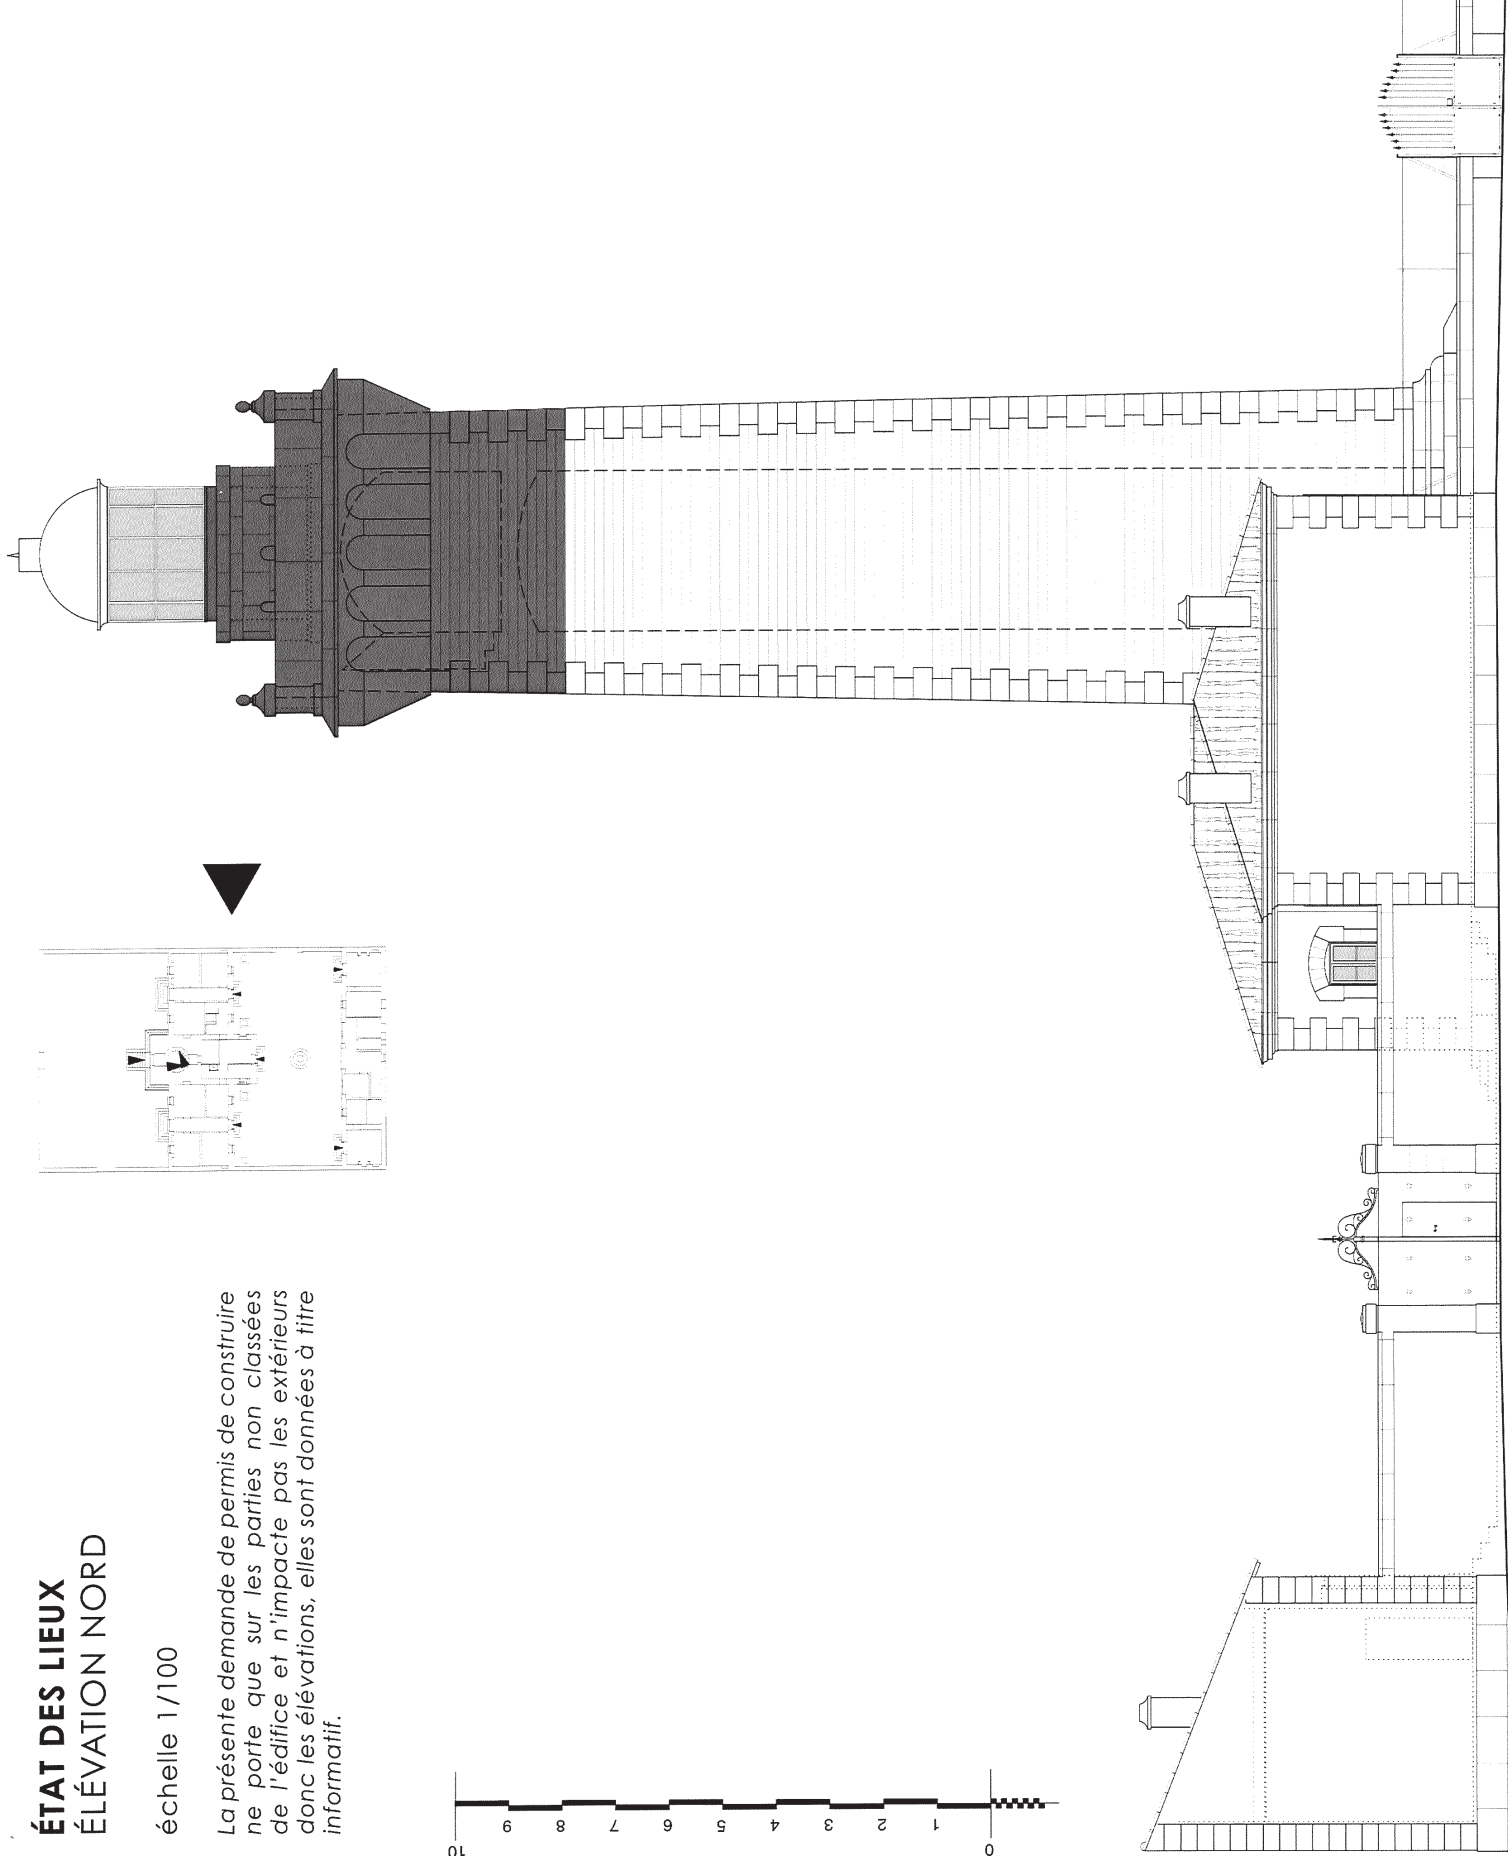 ÉTAT DES LIEUX
ÉLÉVATION NORD
échelle 1/100
La présente demande de permis de construire
ne porte que sur les parties non classées
de l'édifice et n'impacte pas les extérieurs
donc les élévations, elles sont données à titre
informatif.
10
9
8
7
6
5
4
3
2
1
0